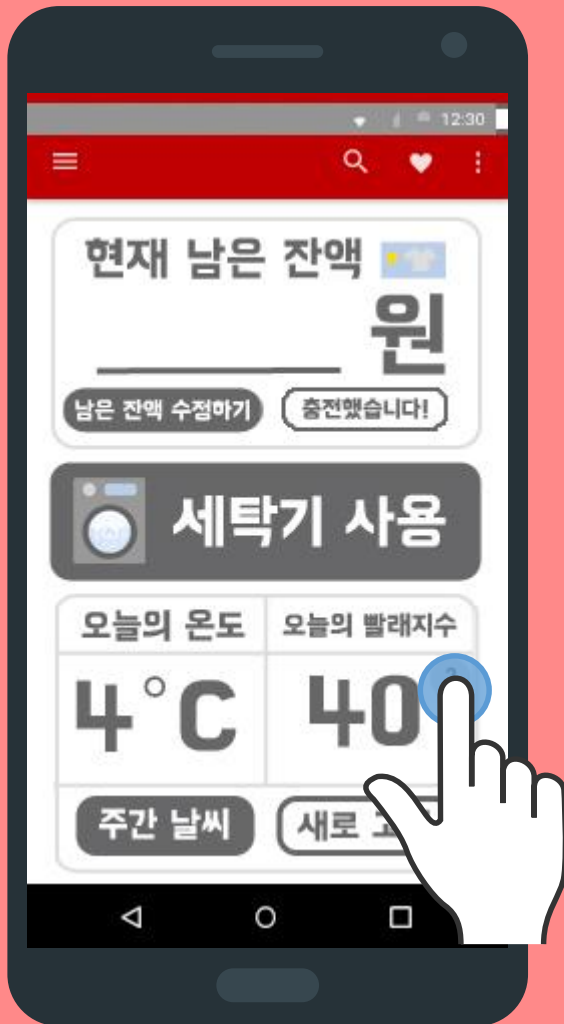 12:30
현재 남은 잔액
원
남은 잔액 수정하기 충전했습니다!
세탁기 사용
오늘의 온도 오늘의 빨래지수
4°C 40 ?
주간 날씨 새로